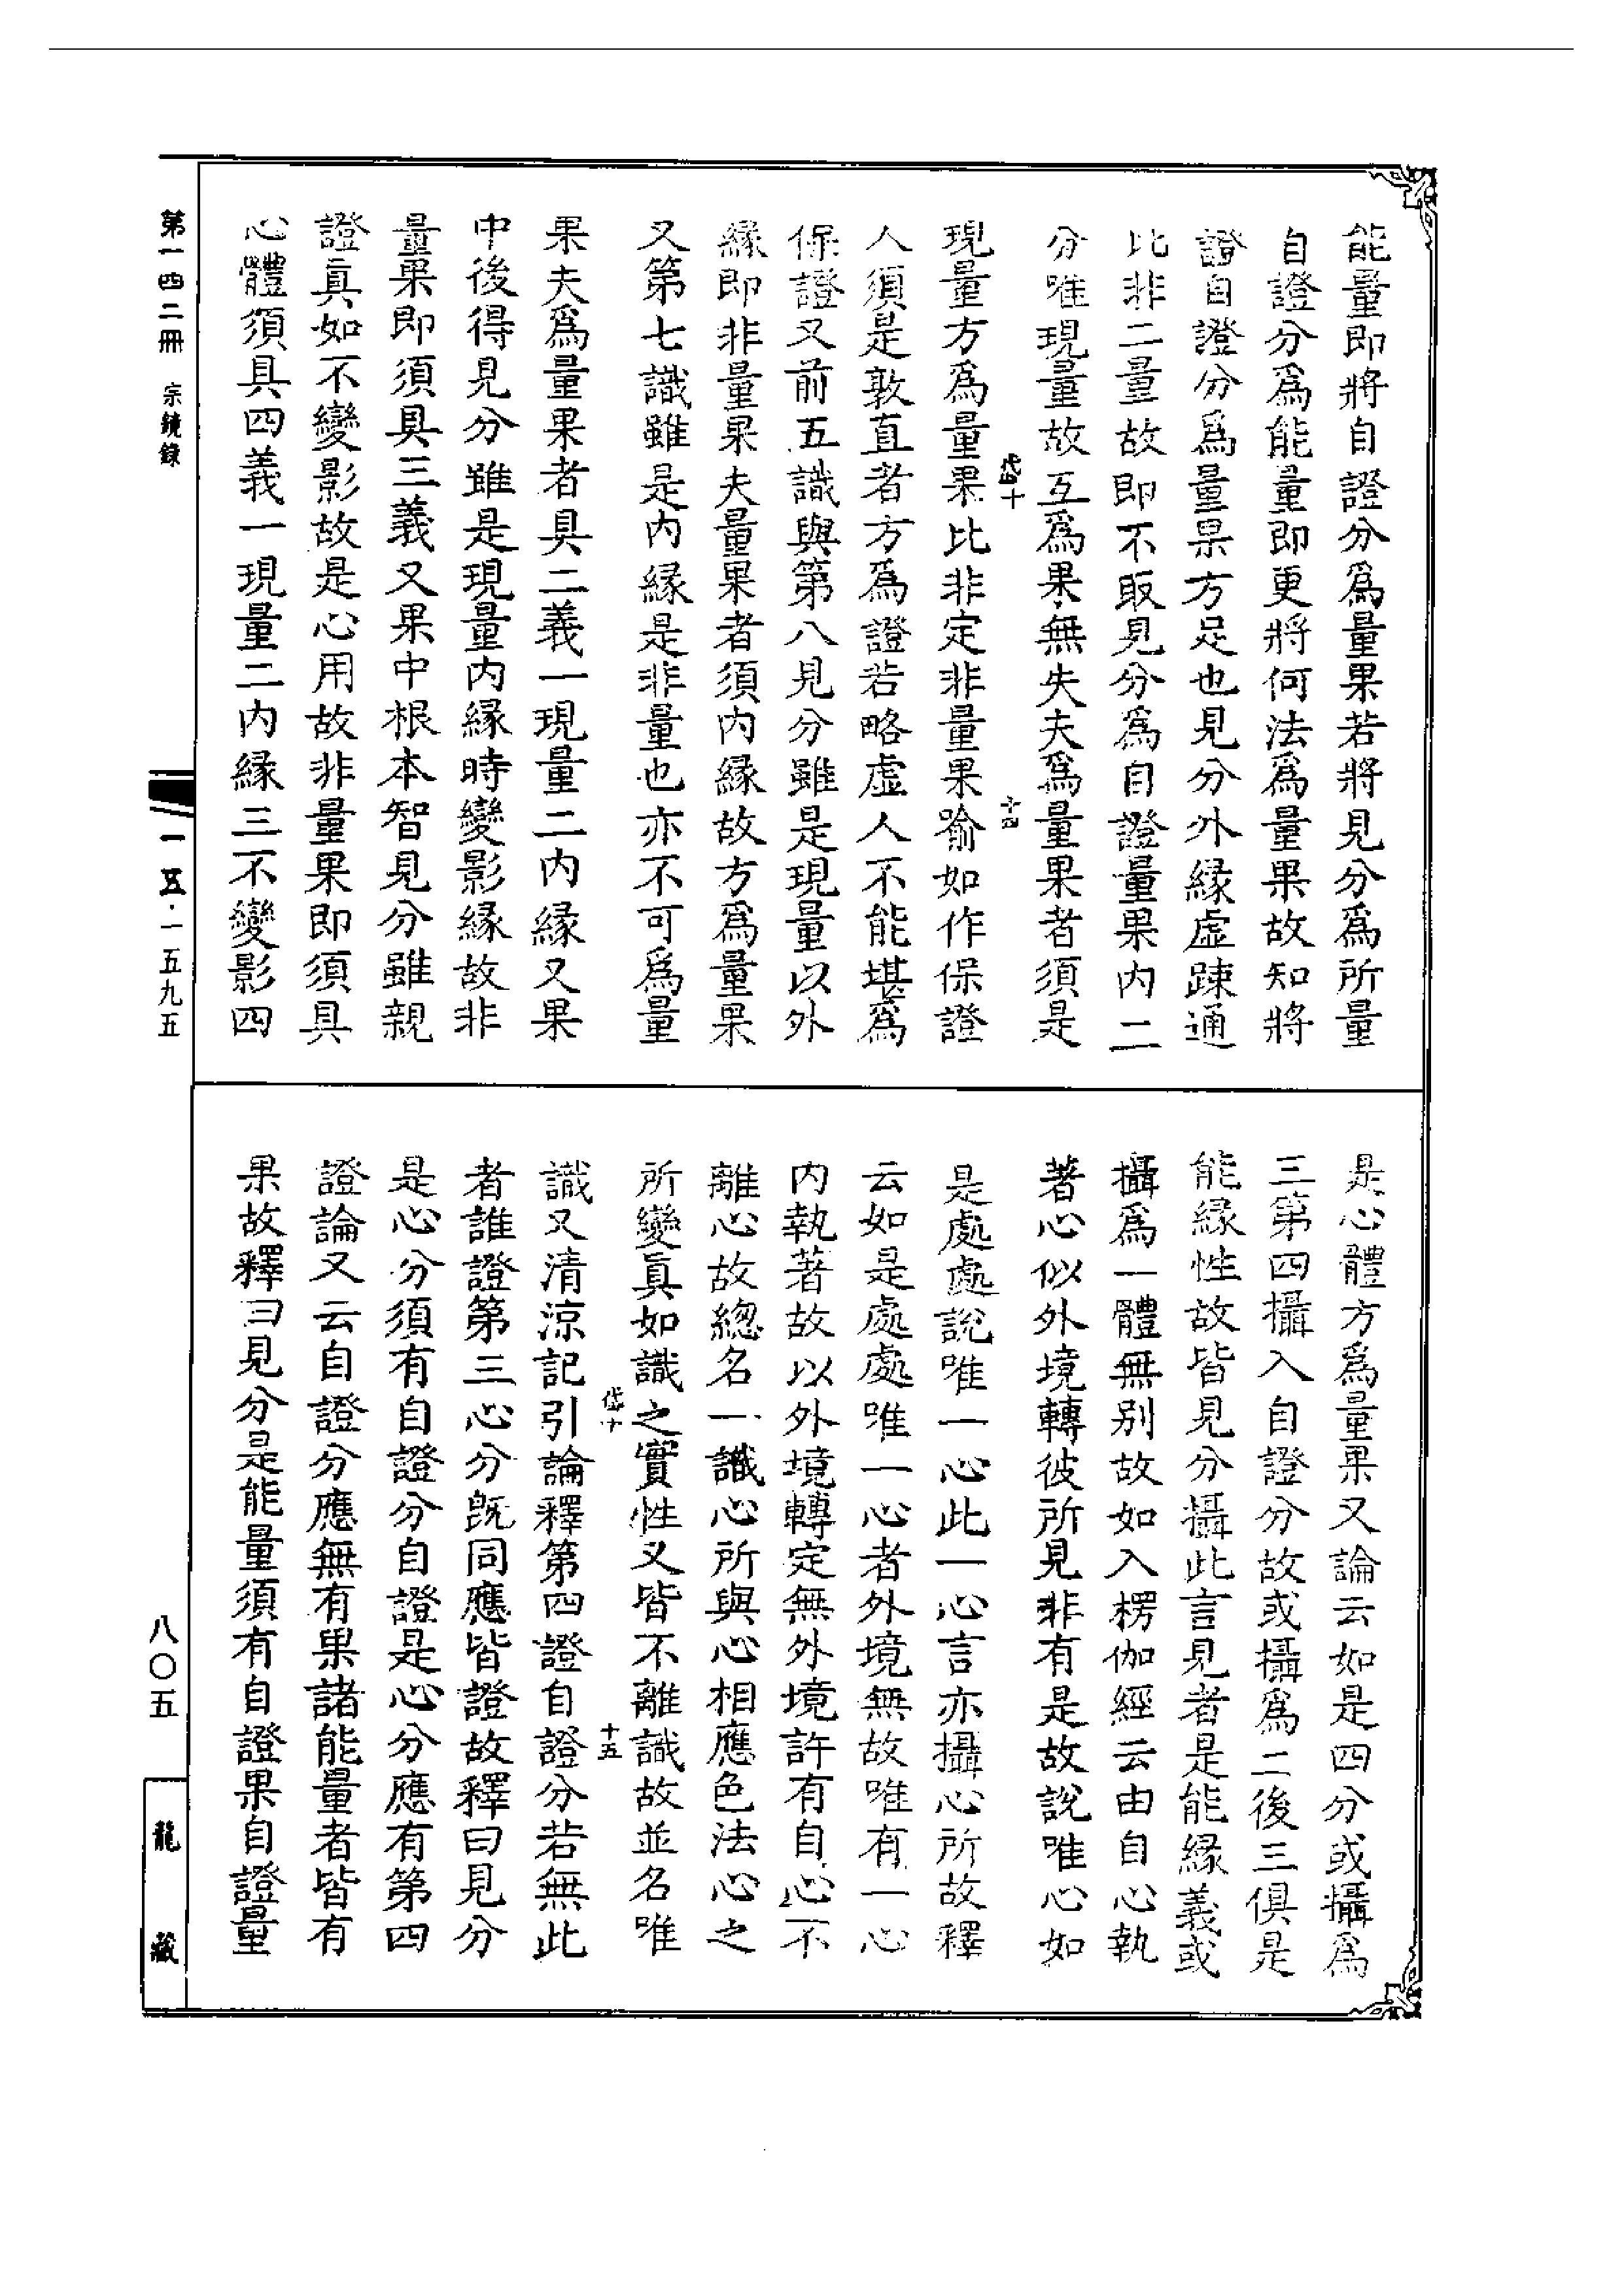 能量即將自證分爲量果若將見分爲所量
自證分爲能量即更將何法爲量果故知將
證自證分爲量果方足也見分外緣虛踈通
比非二量故即不取見分爲自證量果內二
分唯現量故互爲果無失夫爲量果者須是
岱十
十四
現量方爲量果比非定非量果喻如作保證
人須是敦直者方爲證若略虛人不能堪爲
保證又前五識與第八見分雖是現量以外
緣即非量果夫量果者須內緣故方爲量果
又第七識雖是內緣是非量也亦不可爲量
果夫爲量果者具二義一現量二內緣又果
中後得見分雖是現量內緣時變影緣故非
量果即須具三義又果中根本智見分雖親
證真如不變影故是心用故非量果即須具
心體須具四義一現量二內緣三不變影四
是心體方爲量果又論云如是四分或攝爲
三第四攝入自證分故或攝爲二後三俱是
能緣性故皆見分攝此言見者是能緣義或
攝爲一體無別故如入楞伽經云由自心執
著心似外境轉彼所見非有是故說唯心如
是處處說唯一心此一心言亦攝心所故釋
云如是處處唯一心者外境無故唯有一心
內執著故以外境轉定無外境許有自心不
離心故總名一識心所與心相應色法心之
所變真如識之實性又皆不離識故並名唯
岱十
十五
識又清涼記引論釋第四證自證分若無此
者誰證第三心分既同應皆證故釋曰見分
是心分須有自證分自證是心分應有第四
證論又云自證分應無有果諸能量者皆有
果故釋曰見分是能量須有自證果自證量
第一四二冊 宗鏡錄
一五·一五九五
八〇五
龍藏